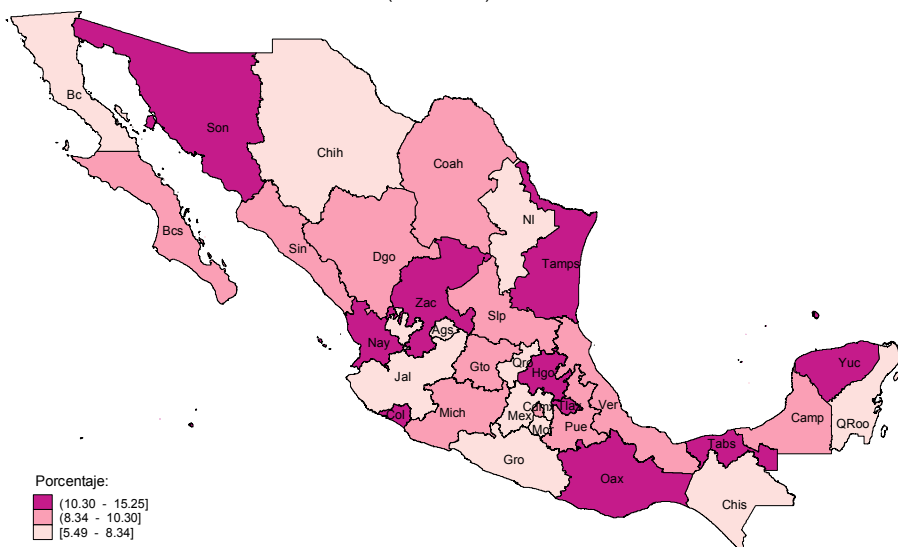 Bc
Son
Chih
Coah
Nl
Bcs
Sin
Dgo
Tamps
Zac
Slp
Nay
Ags
Jal
Gto
Qro
Hgo
Yuc
Col
Mich
Mex
Cdmx
Tlax
Ver
Mor
Pue
Camp
QRoo
Gro
Oax
Tabs
Chis
Porcentaje:
(10.30 - 15.25]
(8.34 - 10.30]
[5.49 - 8.34]